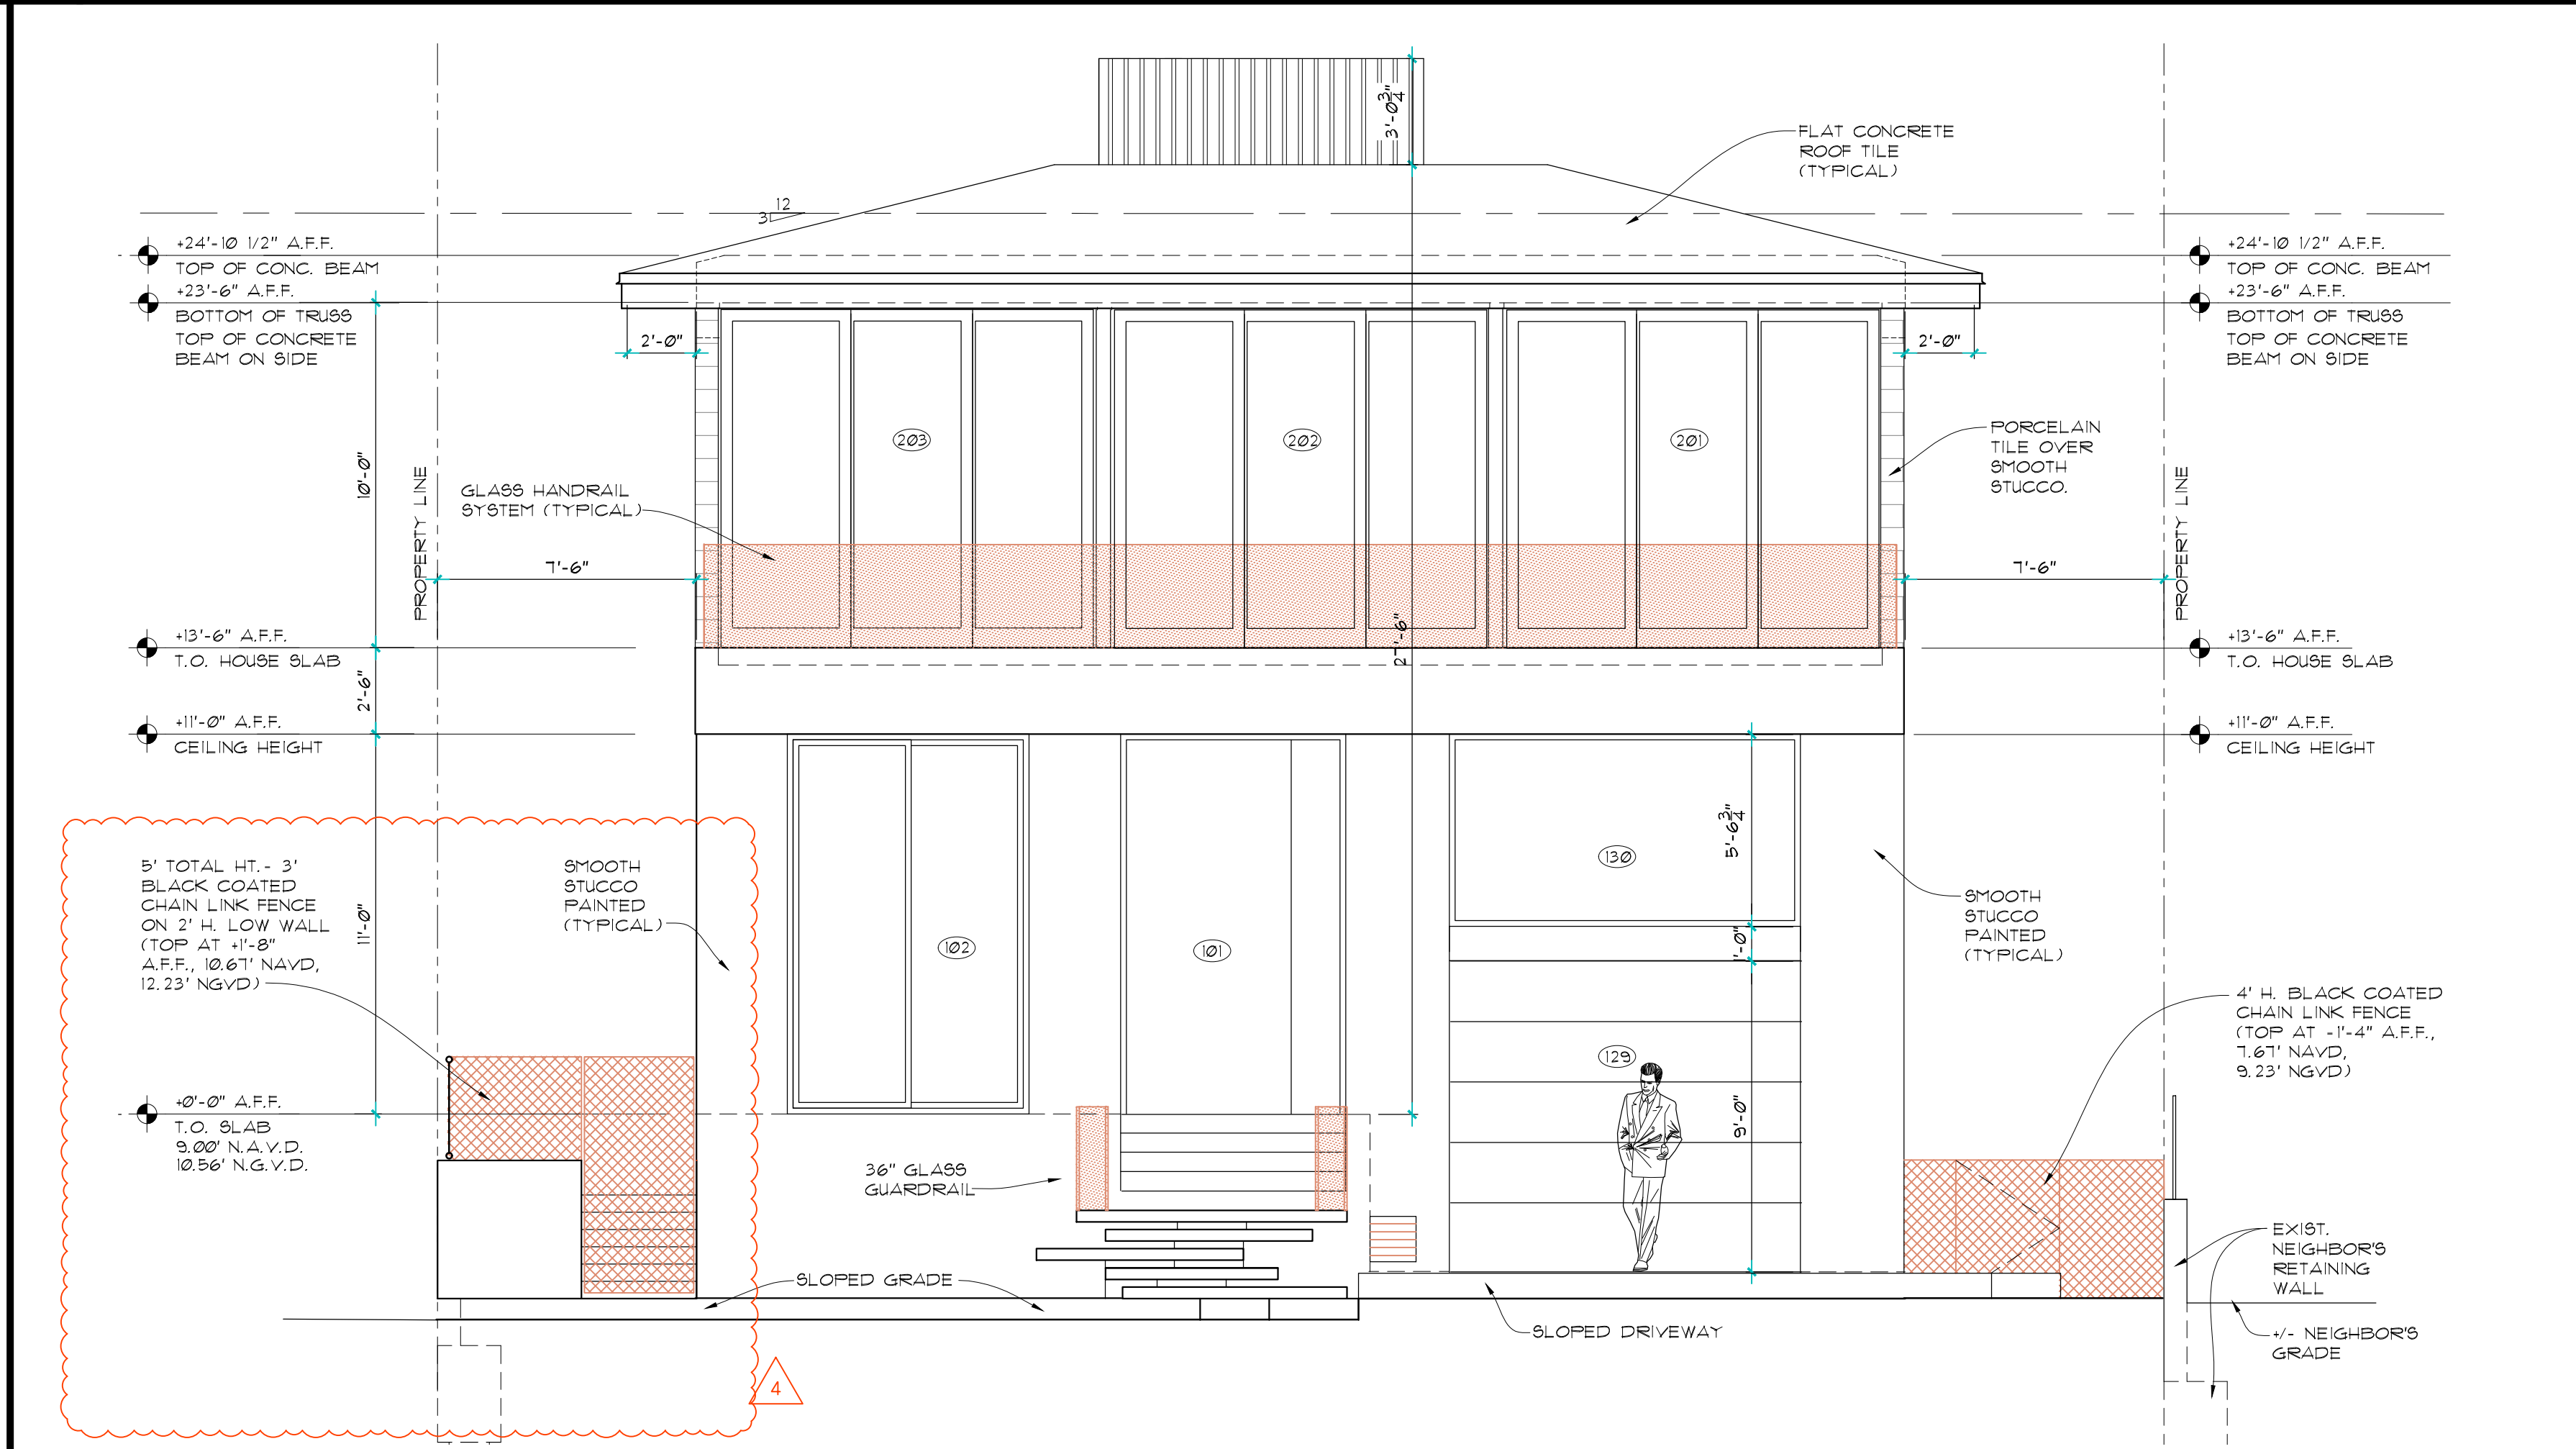 3'-0 3/4"
FLAT CONCRETE
ROOF TILE
(TYPICAL)
12
3
+24'-10 1/2" A.F.F.
TOP OF CONC. BEAM
+23'-6" A.F.F.
BOTTOM OF TRUSS
TOP OF CONCRETE
BEAM ON SIDE
+24'-10 1/2" A.F.F.
TOP OF CONC. BEAM
+23'-6" A.F.F.
BOTTOM OF TRUSS
TOP OF CONCRETE
BEAM ON SIDE
2'-0"
2'-0"
203
202
201
PORCELAIN
TILE OVER
SMOOTH
STUCCO.
10'-0"
PROPERTY LINE
GLASS HANDRAIL
SYSTEM (TYPICAL)
PROPERTY LINE
7'-6"
7'-6"
27'-6"
+13'-6" A.F.F.
T.O. HOUSE SLAB
+13'-6" A.F.F.
T.O. HOUSE SLAB
2'-6"
+11'-0" A.F.F.
CEILING HEIGHT
+11'-0" A.F.F.
CEILING HEIGHT
5' TOTAL HT.- 3'
BLACK COATED
CHAIN LINK FENCE
ON 2' H. LOW WALL
(TOP AT +1'-8"
A.F.F., 10.67' NAVD,
12.23' NGVD)
11'-0"
SMOOTH
STUCCO
PAINTED
(TYPICAL)
102
101
130
5'-6 3/4"
1'-0"
SMOOTH
STUCCO
PAINTED
(TYPICAL)
4' H. BLACK COATED
CHAIN LINK FENCE
(TOP AT -1'-4" A.F.F.,
7.67' NAVD,
9.23' NGVD)
129
9'-0"
+0'-0" A.F.F.
T.O. SLAB
9.00' N.A.V.D.
10.56' N.G.V.D.
36" GLASS
GUARDRAIL
SLOPED GRADE
SLOPED DRIVEWAY
EXIST.
NEIGHBOR'S
RETAINING
WALL
+/- NEIGHBOR'S
GRADE
4